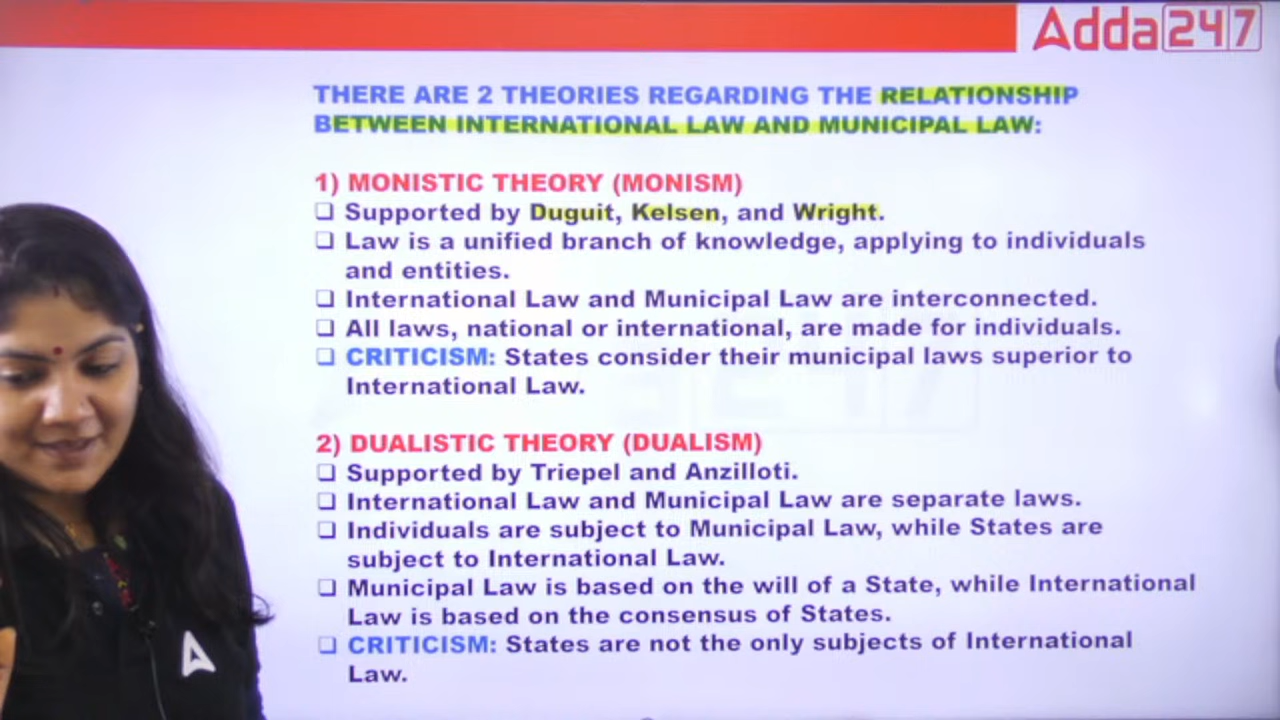 Adda247
THERE ARE 2 THEORIES REGARDING THE RELATIONSHIP
BETWEEN INTERNATIONAL LAW AND MUNICIPAL LAW:
1) MONISTIC THEORY (MONISM)
❑ Supported by Duguit, Kelsen, and Wright.
❑ Law is a unified branch of knowledge, applying to individuals
and entities.
❑ International Law and Municipal Law are interconnected.
❑ All laws, national or international, are made for individuals.
❑ CRITICISM: States consider their municipal laws superior to
International Law.
2) DUALISTIC THEORY (DUALISM)
❑ Supported by Triepel and Anzilloti.
❑ International Law and Municipal Law are separate laws.
❑ Individuals are subject to Municipal Law, while States are
subject to International Law.
❑ Municipal Law is based on the will of a State, while International
Law is based on the consensus of States.
❑ CRITICISM: States are not the only subjects of International
Law.